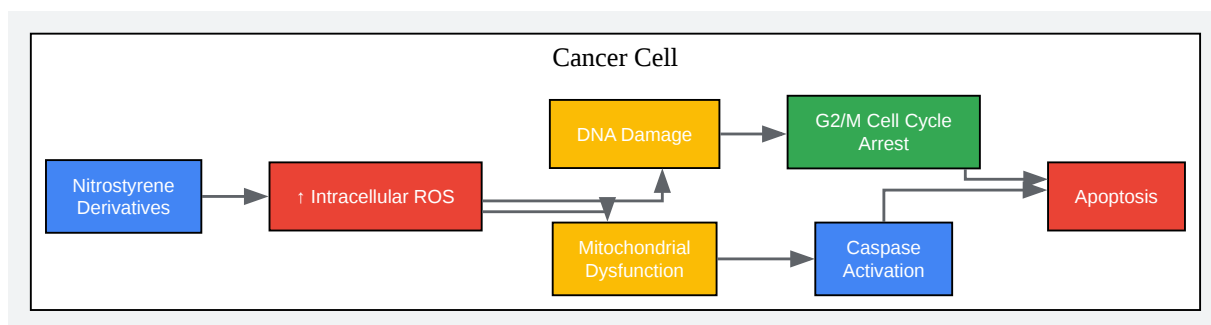 Cancer Cell
Nitrostyrene
Derivatives
↑ Intracellular ROS
DNA Damage
Mitochondrial
Dysfunction
G2/M Cell Cycle
Arrest
Caspase
Activation
Apoptosis